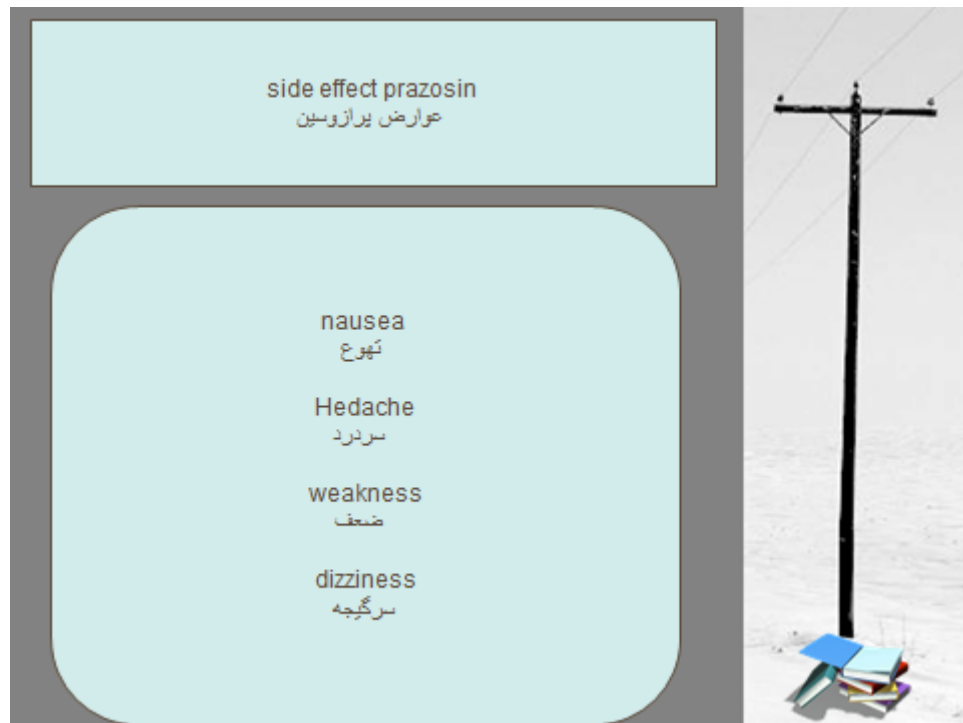 side effect prazosin
عوارض پرازوسین
nausea
تهوع
Hedache
سردرد
weakness
ضعف
dizziness
سرگیجه